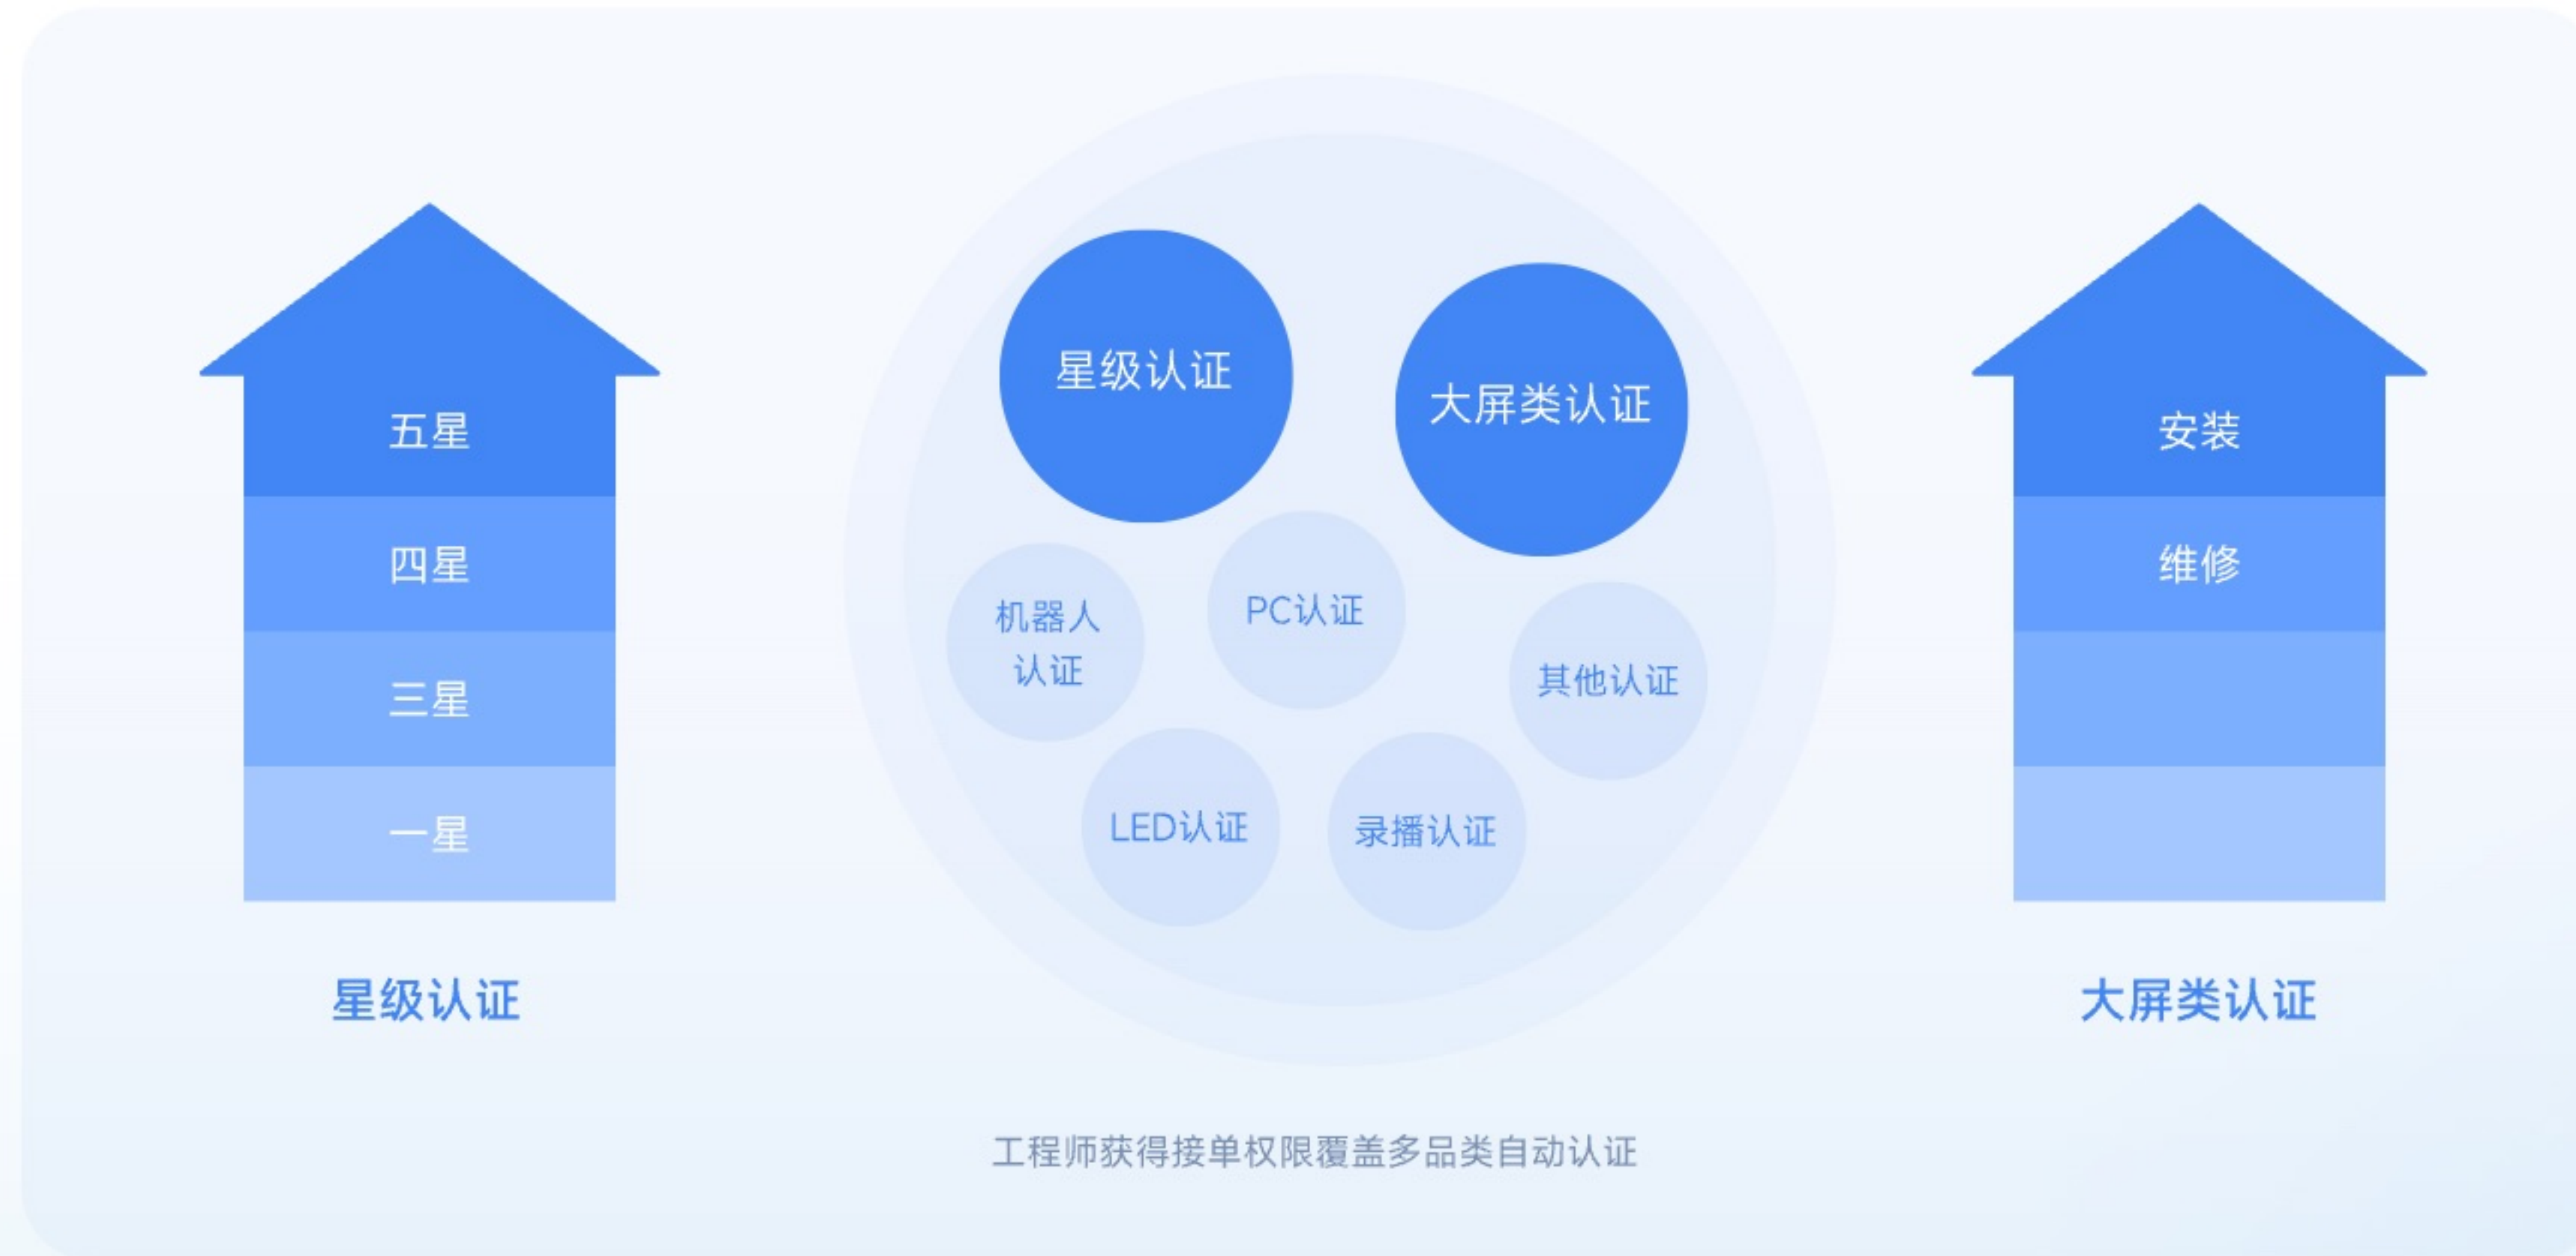 五星
四星
三星
一星
星级认证
星级认证
大屏类认证
机器人
认证
PC认证
其他认证
LED认证
录播认证
安装
维修
大屏类认证
工程师获得接单权限覆盖多品类自动认证